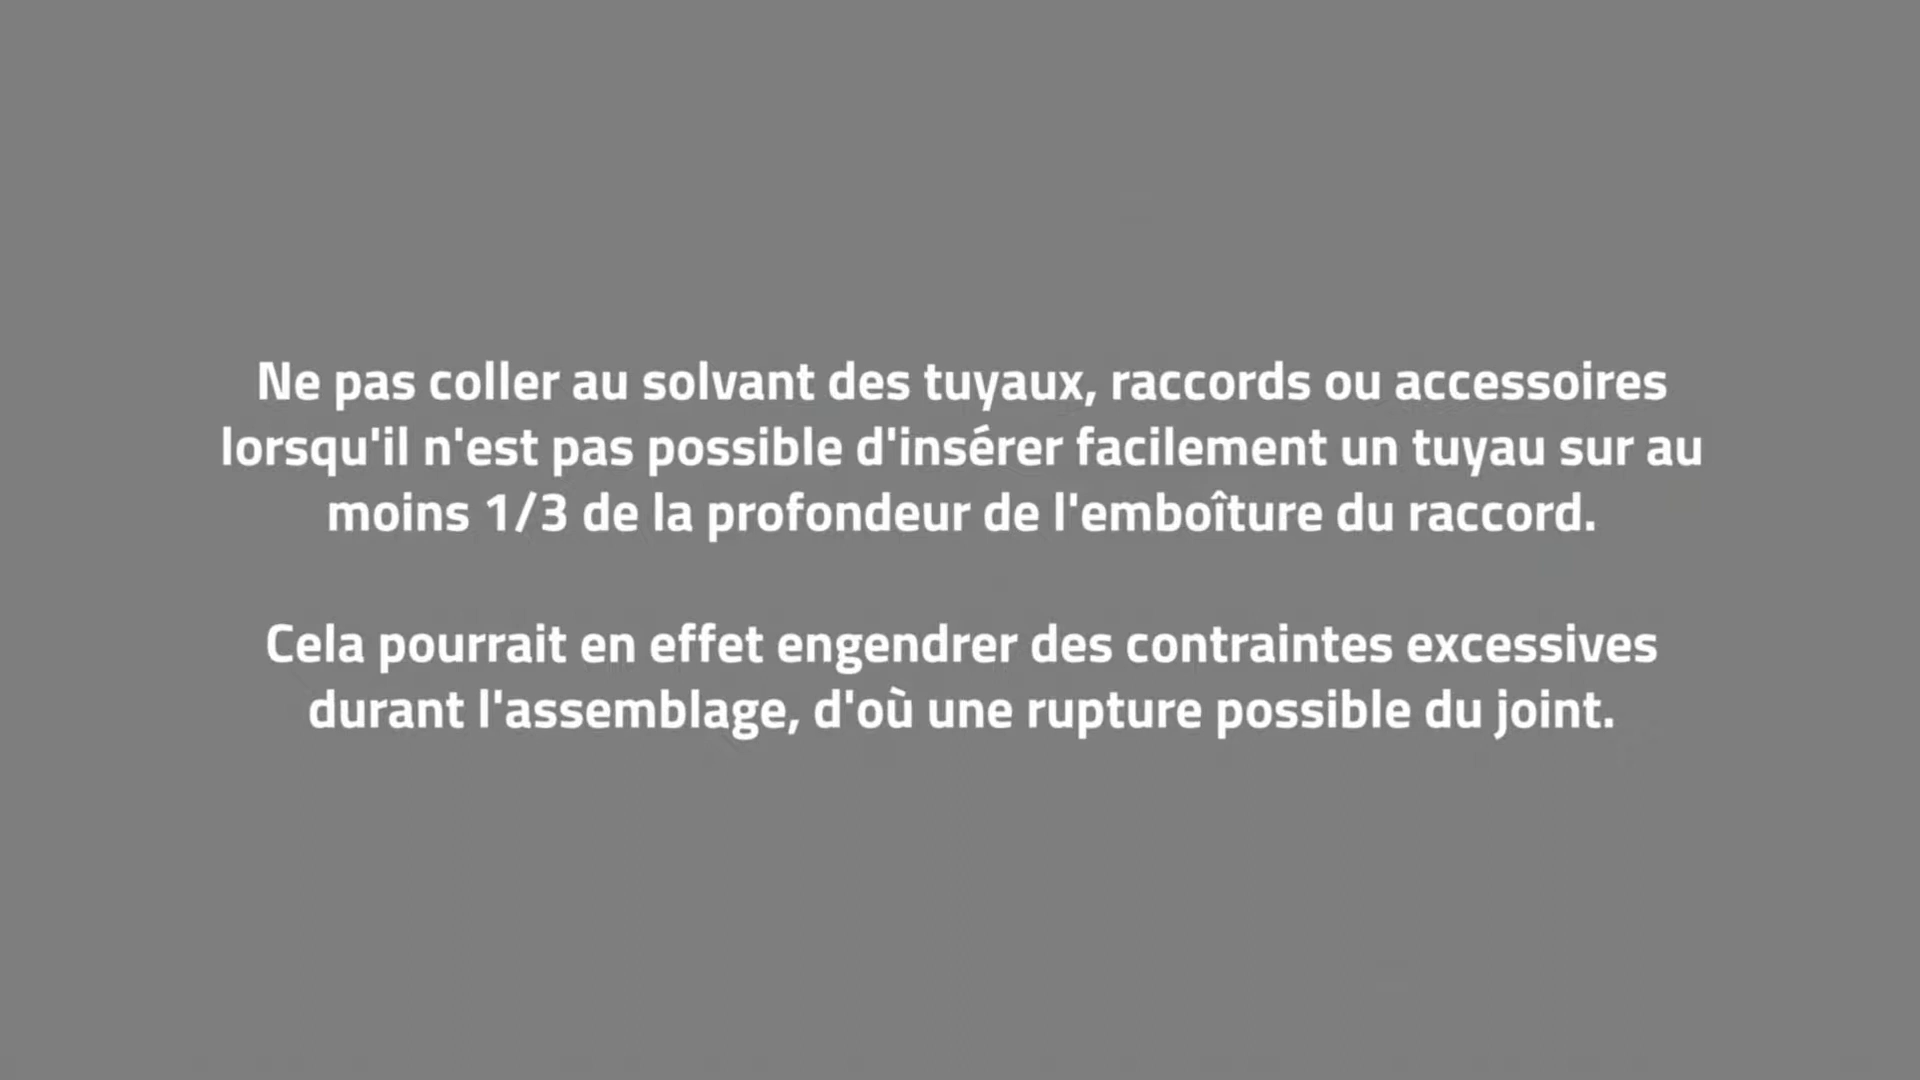 Ne pas coller au solvant des tuyaux, raccords ou accessoires
lorsqu'il n'est pas possible d'insérer facilement un tuyau sur au
moins 1/3 de la profondeur de l'emboîture du raccord.
Cela pourrait en effet engendrer des contraintes excessives
durant l'assemblage, d'où une rupture possible du joint.